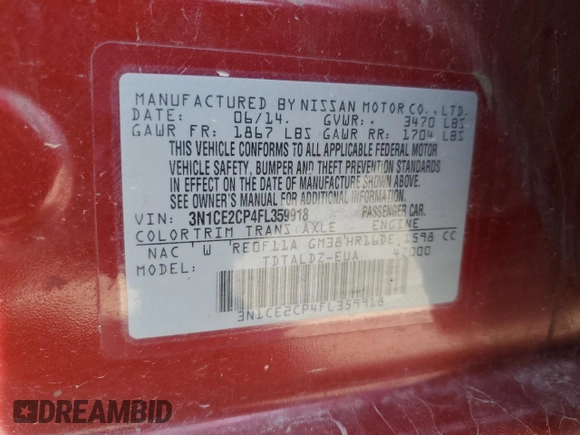 MANUFACTURED BY NISSAN MOTOR CO., LTD.
DATE: 06/14. GVWR: 3470 LBS
GAWR FR: 1867 LBS GAWR RR: 1704 LBS
THIS VEHICLE CONFORMS TO ALL APPLICABLE FEDERAL MOTOR
VEHICLE SAFETY, BUMPER AND THEFT PREVENTION STANDARDS
IN EFFECT ON THE DATE OF MANUFACTURE SHOWN ABOVE.
SEE OWNER'S MANUAL FOR ADDITIONAL INFORMATION.
VIN: 3N1CE2CP4FL359918 PASSENGER CAR.
COLOR TRIM TRANS AXLE - ENGINE
NAC W RE0F11A GM38 HR16DE 1598 CC
MODEL: TDTALDZ-EUA 47000
3N1CE2CP4FL359918
DREAMBID